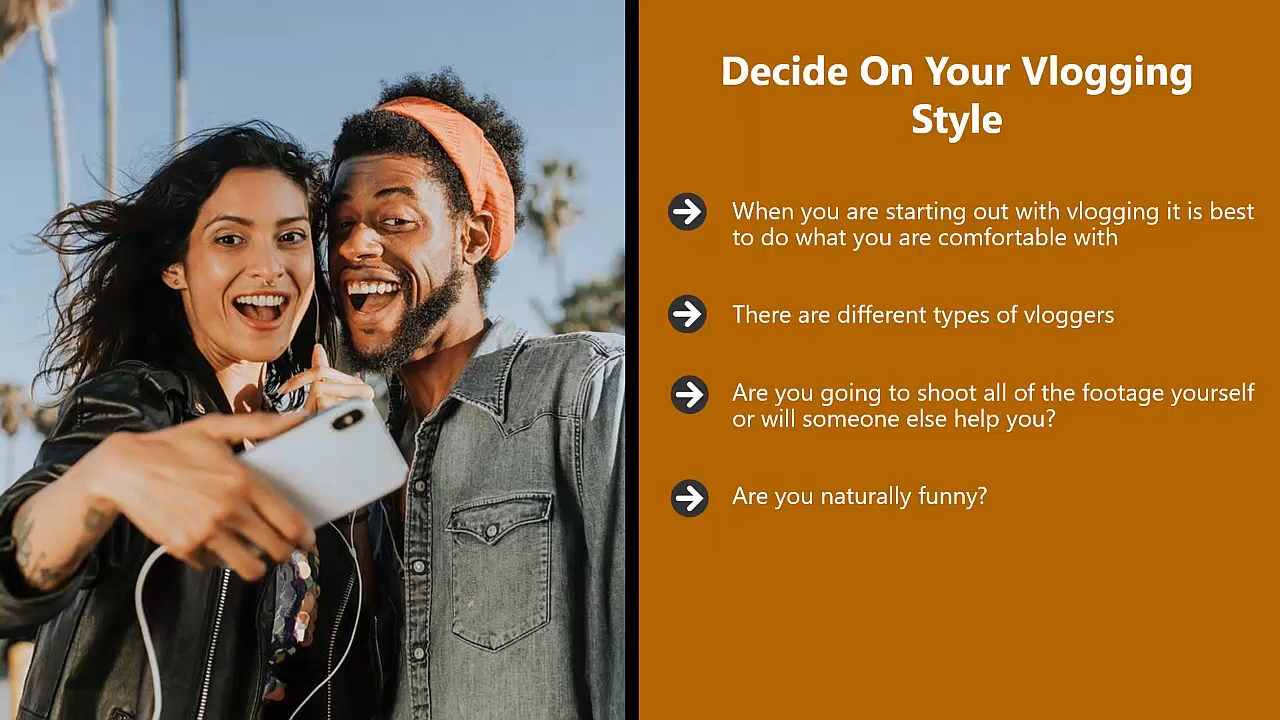 Decide On Your Vlogging
Style
When you are starting out with vlogging it is best
to do what you are comfortable with
There are different types of vloggers
Are you going to shoot all of the footage yourself
or will someone else help you?
Are you naturally funny?